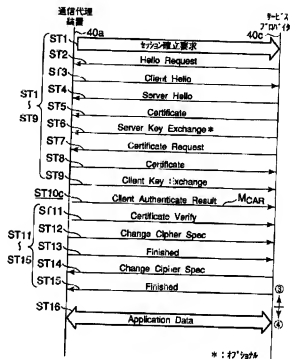 通信代理
装置
40a
40c
サービス
プロバイダ
ST1
セッション確立要求
ST2
Hello Request
ST3
Client Hello
ST4
Server Hello
ST5
Certificate
ST6
Server Key Exchange*
ST7
Certificate Request
ST8
Certificate
ST9
Client Key Exchange
ST1
~
ST9
ST10c
Client Authenticate Result
MCAR
ST11
Certificate Verify
ST12
Change Cipher Spec
ST13
Finished
ST14
Change Cipher Spec
ST15
Finished
ST11
~
ST15
③
④
ST16
Application Data
* : オプショナル